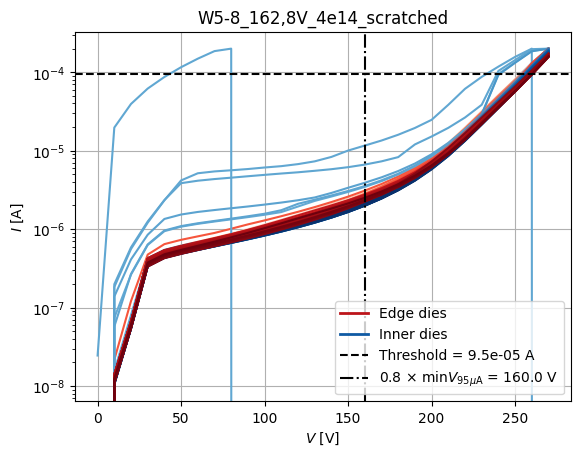 W5-8_162,8V_4e14_scratched
I [A]
10⁻⁴
10⁻⁵
10⁻⁶
10⁻⁷
10⁻⁸
Edge dies
Inner dies
Threshold = 9.5e-05 A
0.8 × minV₉₅μA = 160.0 V
0 50 100 150 200 250
V [V]